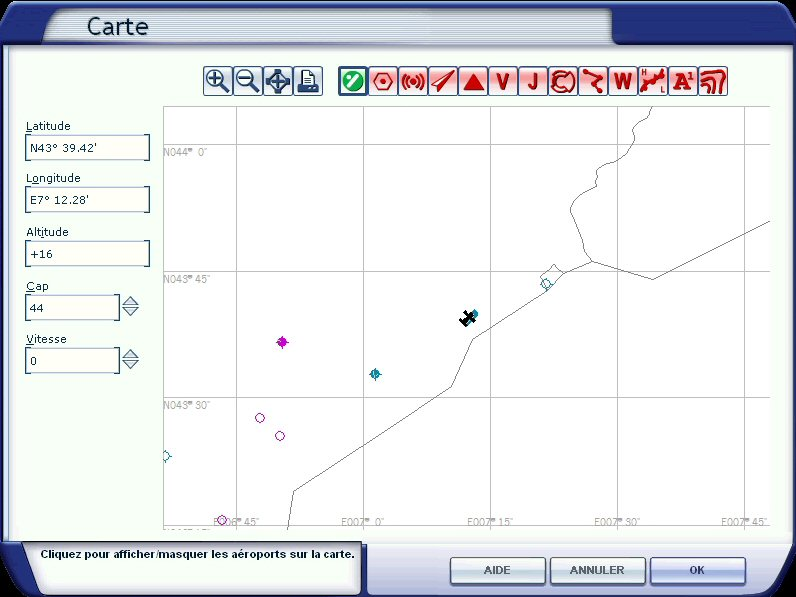 Carte
V J W H L A¹
Latitude
N43° 39.42'
Longitude
E7° 12.28'
Altitude
+16
Cap
44
Vitesse
0
N044° 0''
N043° 45''
N043° 30''
E006° 45'' E007° 0'' E007° 15'' E007° 30'' E007° 45''
Cliquez pour afficher/masquer les aéroports sur la carte.
AIDE ANNULER OK